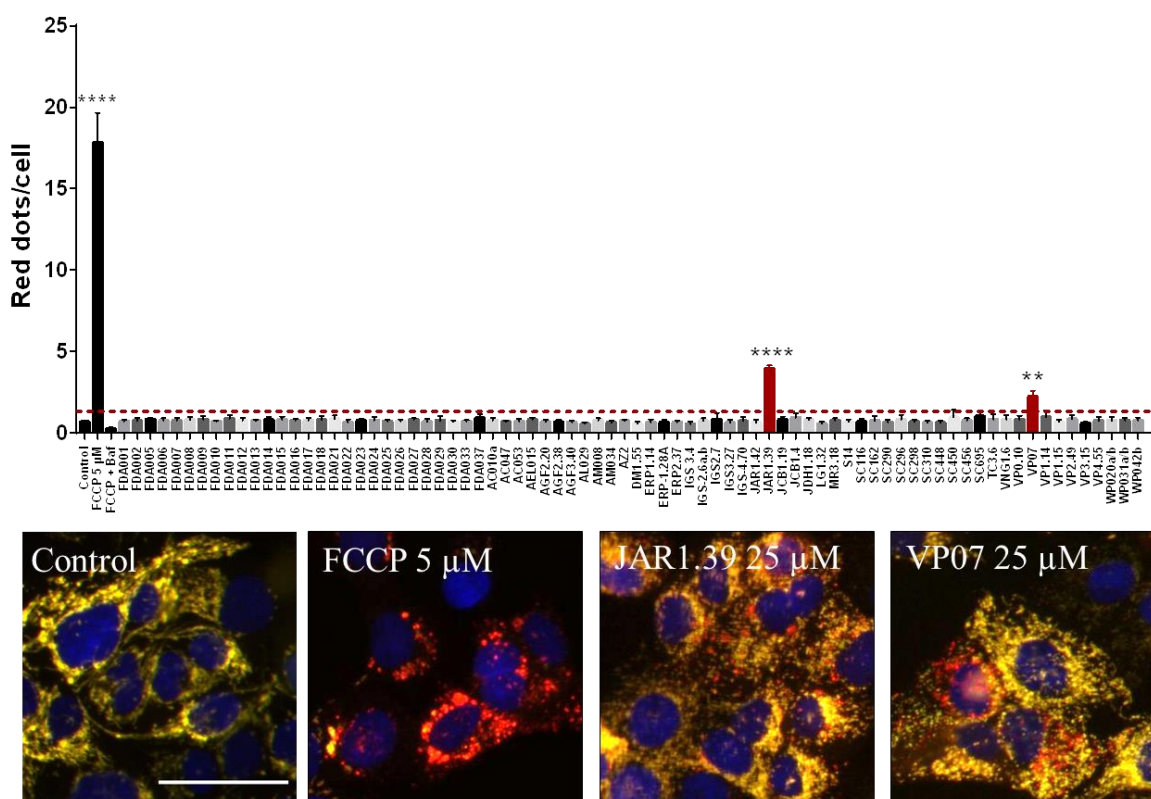 25
20
15
10
5
0
Red dots/cell
****
****
**
Control
FCCP 5 µM
FCCP + Baf
FDA001
FDA002
FDA005
FDA006
FDA007
FDA008
FDA009
FDA010
FDA011
FDA012
FDA013
FDA014
FDA015
FDA016
FDA017
FDA018
FDA021
FDA022
FDA023
FDA024
FDA025
FDA026
FDA027
FDA028
FDA029
FDA030
FDA033
FDA037
AC010a
AC047
AC053
AEL015
AGF2.20
AGF2.38
AGF3.40
AL029
AM008
AM034
AZ2
DM1.55
ERP1.14
ERP-1.28A
ERP2.37
IGS 3.4
IGS-2.6a,b
IGS2.7
IGS3.27
IGS-4.70
JAR1.42
JAR1.39
JCB1.19
JCB1.4
JDH1.18
LG1.32
MR3.18
S14
SC116
SC162
SC290
SC296
SC298
SC310
SC448
SC450
SC456
SC695
TC3.6
VNG1.6
VP0.10
VP07
VP1.14
VP1.15
VP2.49
VP3.15
VP4.55
WP020a/b
WP031a/b
WP042b
Control
FCCP 5 µM
JAR1.39 25 µM
VP07 25 µM